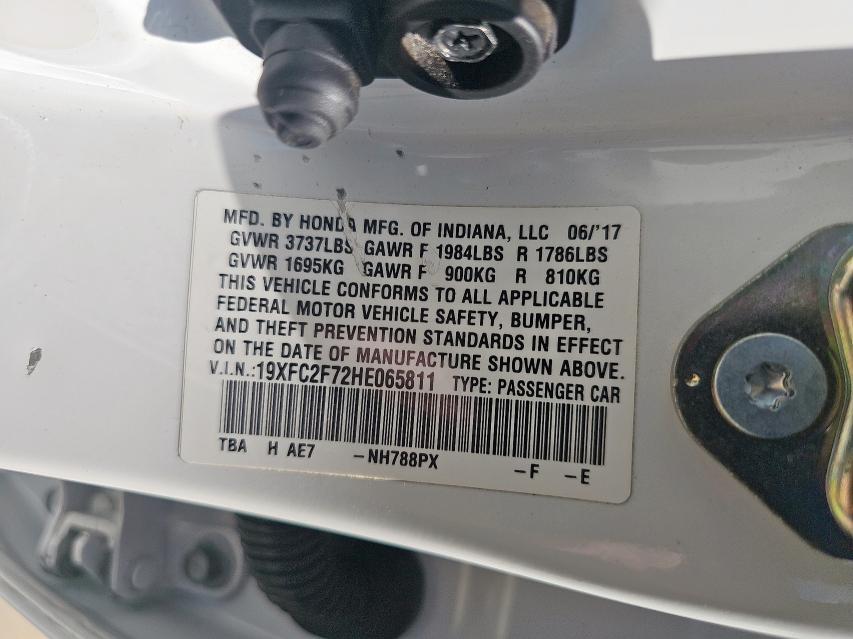 MFD. BY HONDA MFG. OF INDIANA, LLC 06/'17
GVWR 3737LBS GAWR F 1984LBS R 1786LBS
GVWR 1695KG GAWR F 900KG R 810KG
THIS VEHICLE CONFORMS TO ALL APPLICABLE
FEDERAL MOTOR VEHICLE SAFETY, BUMPER,
AND THEFT PREVENTION STANDARDS IN EFFECT
ON THE DATE OF MANUFACTURE SHOWN ABOVE.
V.I.N.:19XFC2F72HE065811 TYPE: PASSENGER CAR
TBA H AE7 -NH788PX -F -E